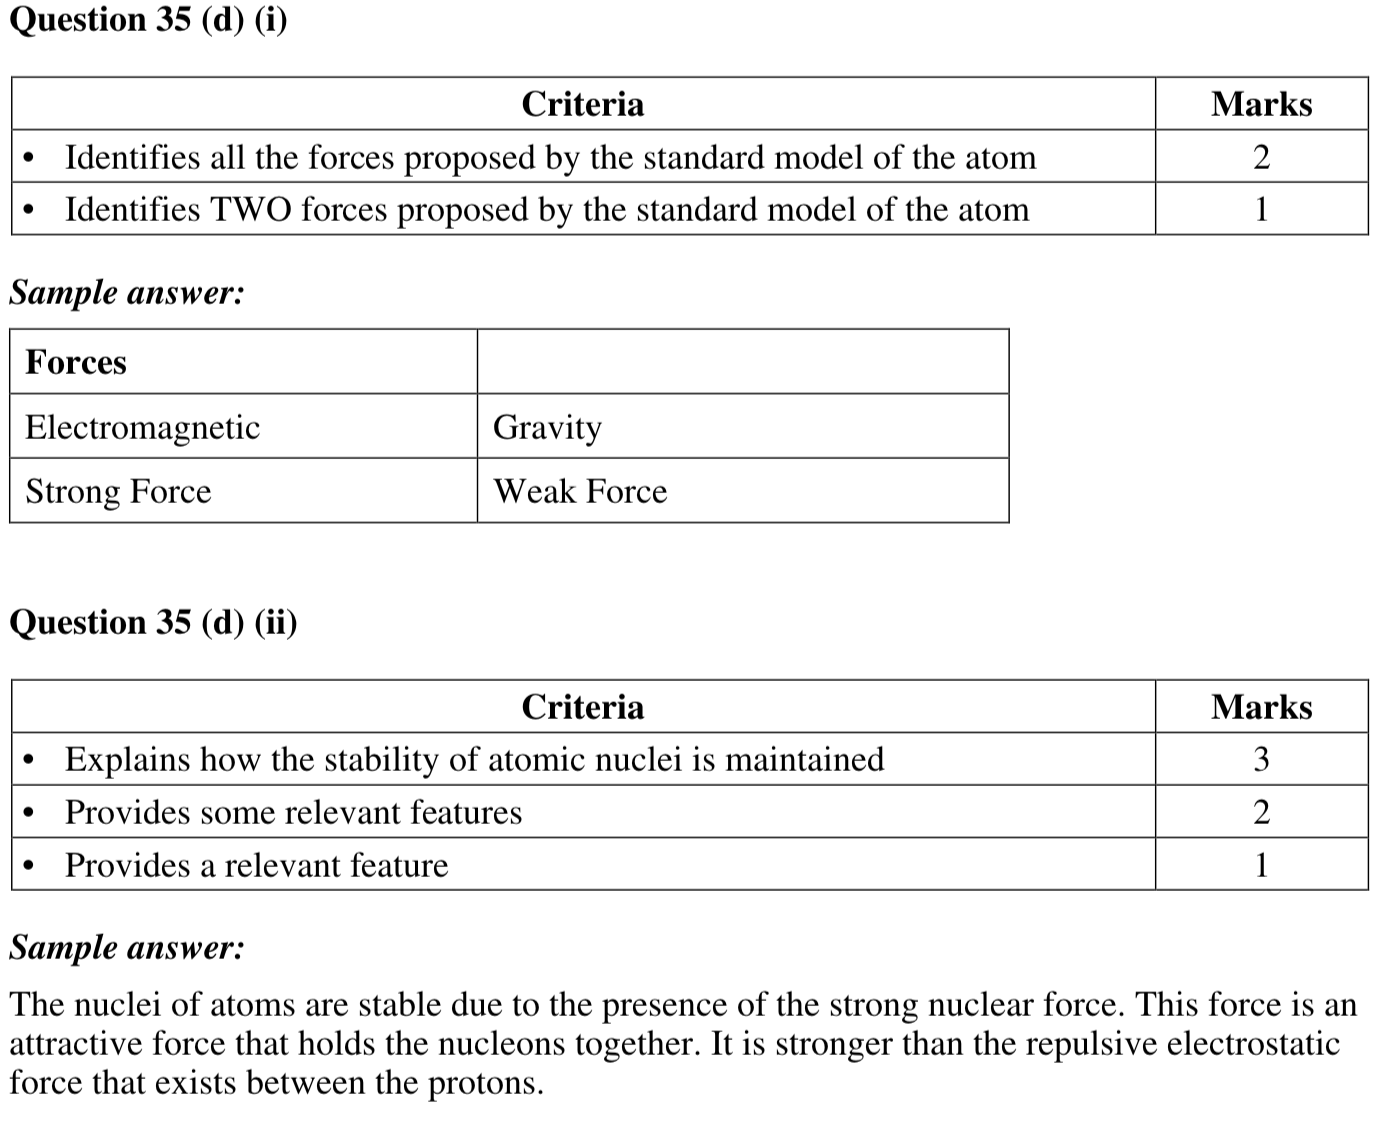 Question 35 (d) (i)
Criteria Marks
• Identifies all the forces proposed by the standard model of the atom 2
• Identifies TWO forces proposed by the standard model of the atom 1
Sample answer:
Forces
Electromagnetic Gravity
Strong Force Weak Force
Question 35 (d) (ii)
Criteria Marks
• Explains how the stability of atomic nuclei is maintained 3
• Provides some relevant features 2
• Provides a relevant feature 1
Sample answer:
The nuclei of atoms are stable due to the presence of the strong nuclear force. This force is an
attractive force that holds the nucleons together. It is stronger than the repulsive electrostatic
force that exists between the protons.